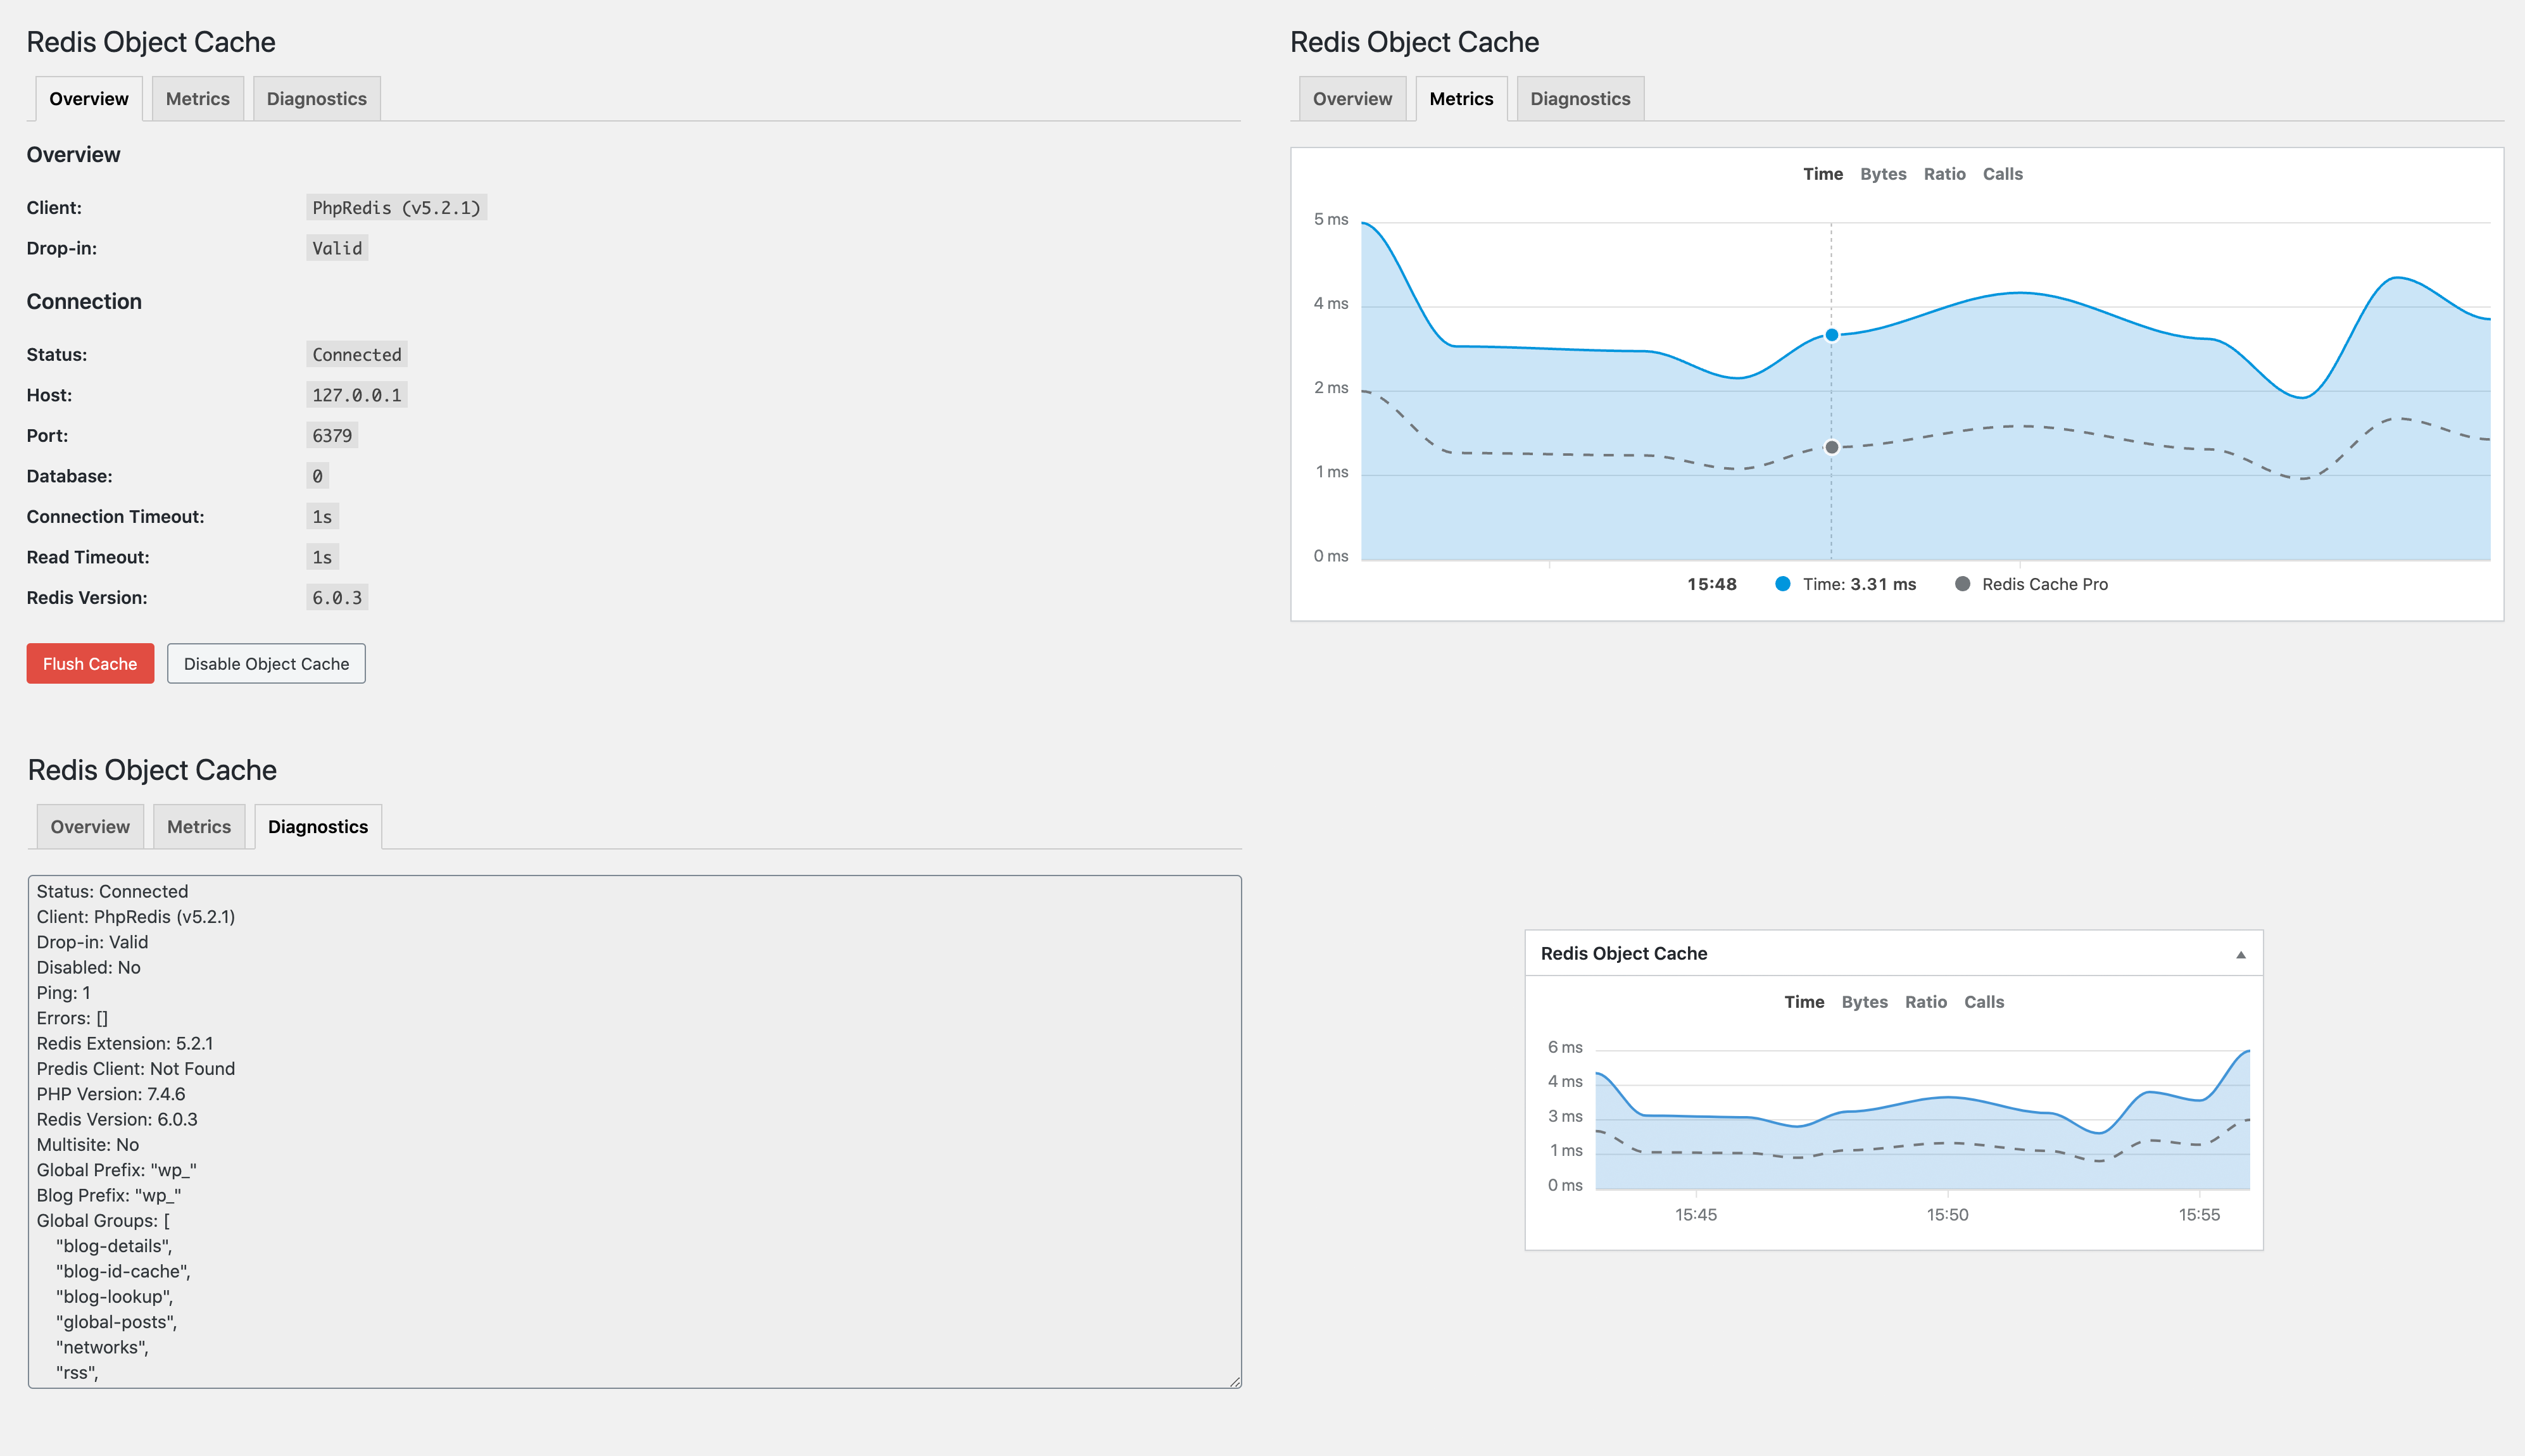 Redis Object Cache
Overview Metrics Diagnostics
Overview
Client: PhpRedis (v5.2.1)
Drop-in: Valid
Connection
Status: Connected
Host: 127.0.0.1
Port: 6379
Database: 0
Connection Timeout: 1s
Read Timeout: 1s
Redis Version: 6.0.3
Flush Cache Disable Object Cache
Redis Object Cache
Overview Metrics Diagnostics
Time Bytes Ratio Calls
5 ms
4 ms
2 ms
1 ms
0 ms
15:48 Time: 3.31 ms Redis Cache Pro
Redis Object Cache
Overview Metrics Diagnostics
Status: Connected
Client: PhpRedis (v5.2.1)
Drop-in: Valid
Disabled: No
Ping: 1
Errors: []
Redis Extension: 5.2.1
Predis Client: Not Found
PHP Version: 7.4.6
Redis Version: 6.0.3
Multisite: No
Global Prefix: "wp_"
Blog Prefix: "wp_"
Global Groups: [
"blog-details",
"blog-id-cache",
"blog-lookup",
"global-posts",
"networks",
"rss",
Redis Object Cache
Time Bytes Ratio Calls
6 ms
4 ms
3 ms
1 ms
0 ms
15:45 15:50 15:55